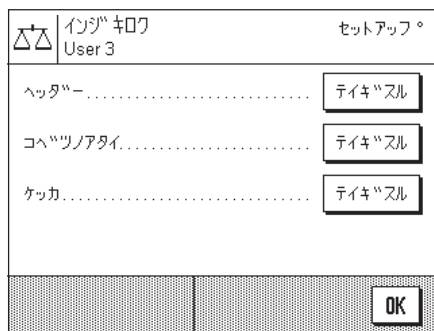 インジ゛キロク セットアップ゜
User 3
ヘッダ゛ー............................ テイギ゛スル
コヘ゛ツノアタイ........................ テイギ゛スル
ケッカ............................... テイギ゛スル
OK